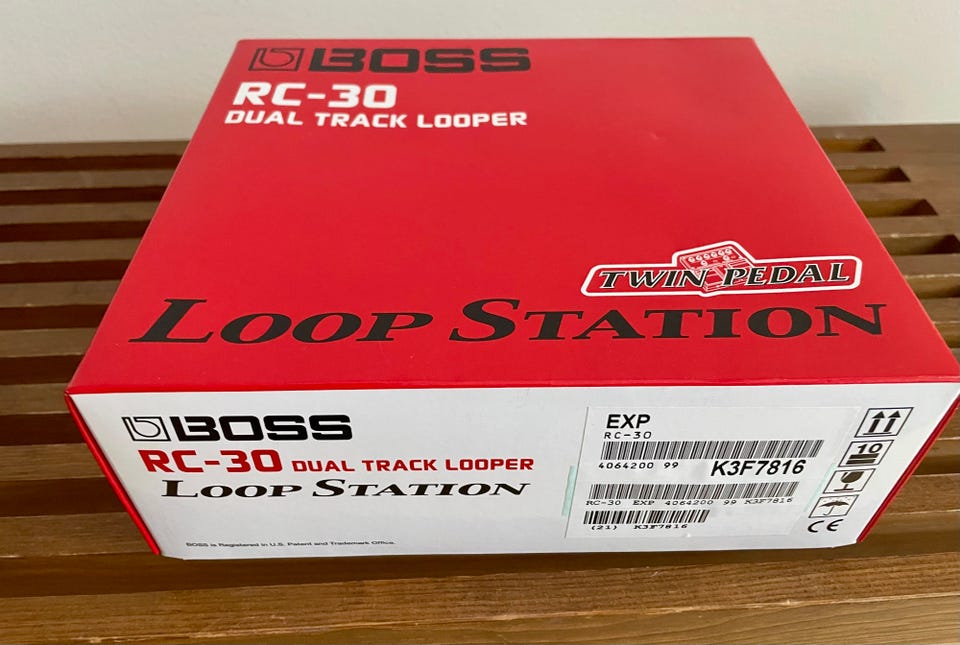 BOSS
RC-30
DUAL TRACK LOOPER
TWIN PEDAL
LOOP STATION
BOSS
RC-30 DUAL TRACK LOOPER
LOOP STATION
BOSS is Registered in U.S. Patent and Trademark Office.
EXP
RC-30
4064200 99 K3F7816
RC-30 EXP 4064200 99 K3F7816
(21) K3F7816
10
CE